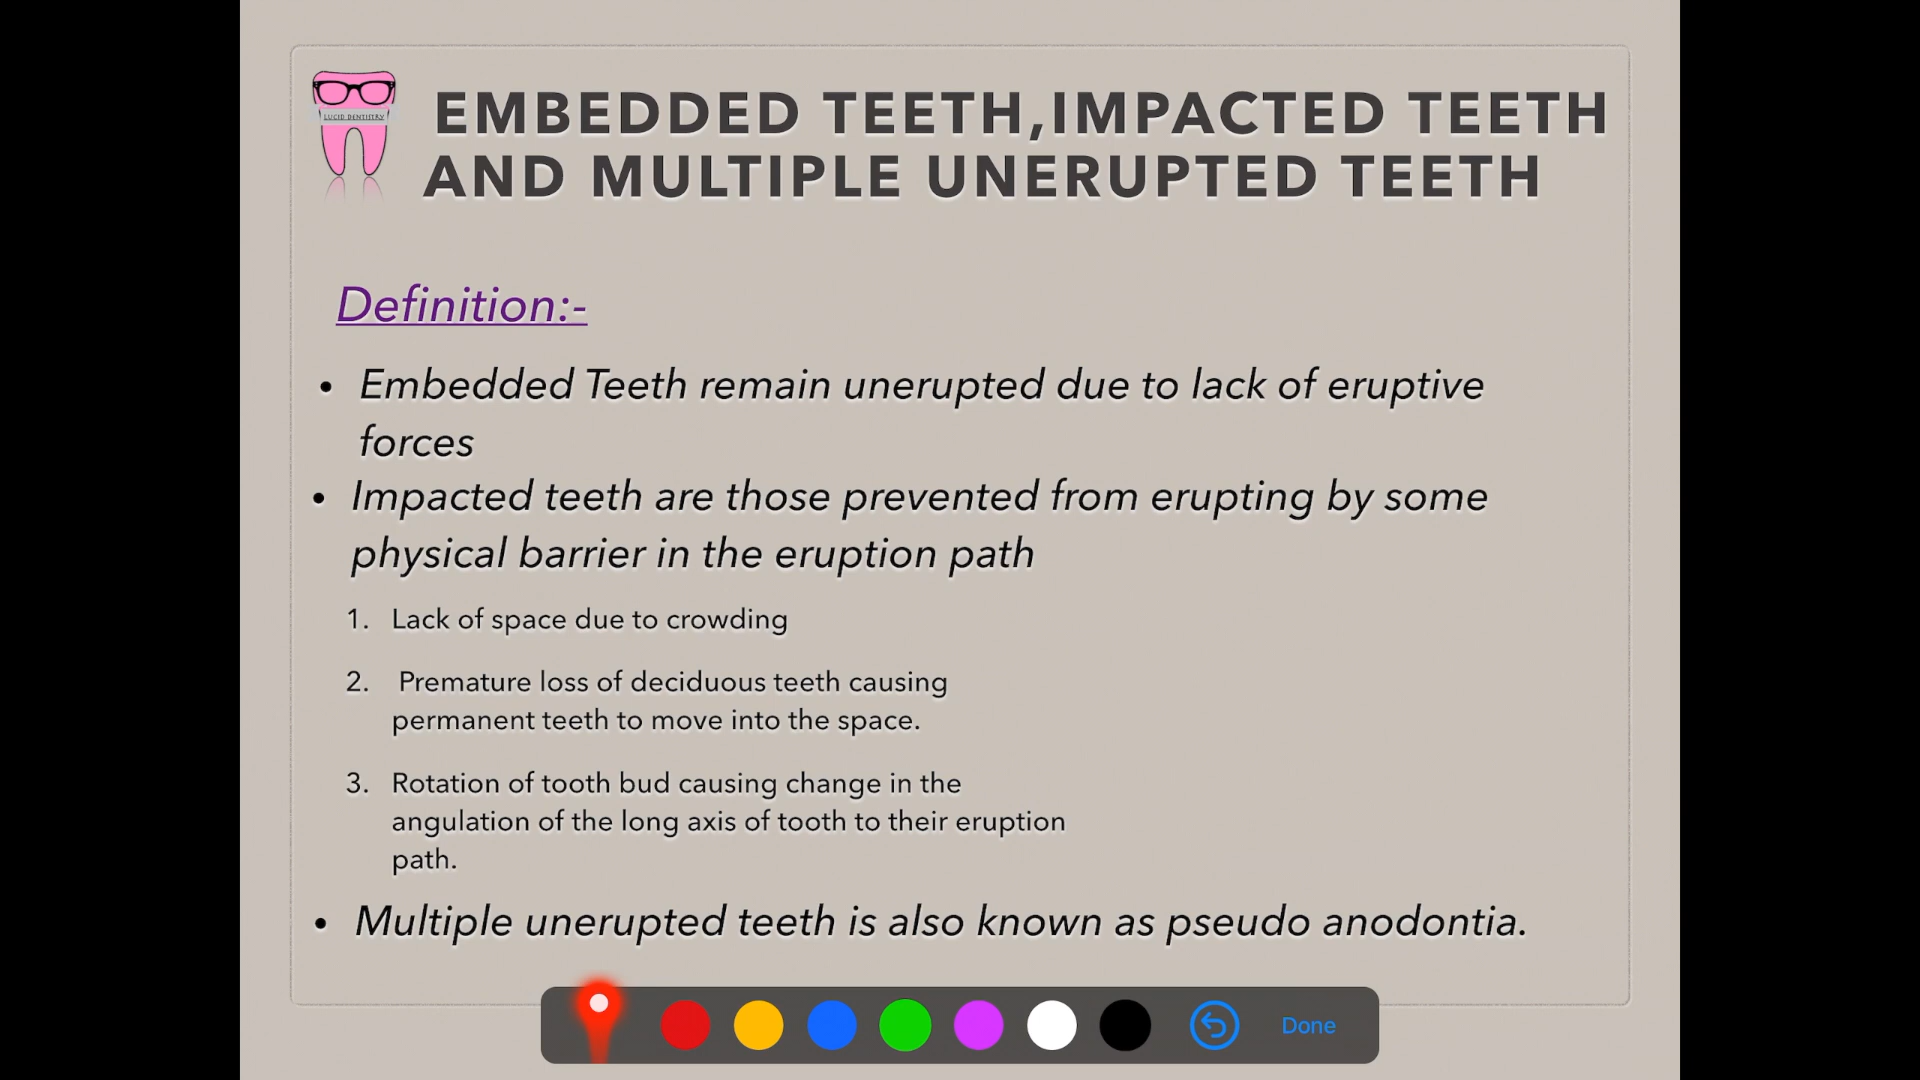 LUCID DENTISTRY
EMBEDDED TEETH,IMPACTED TEETH
AND MULTIPLE UNERUPTED TEETH
Definition:-
• Embedded Teeth remain unerupted due to lack of eruptive
forces
• Impacted teeth are those prevented from erupting by some
physical barrier in the eruption path
1. Lack of space due to crowding
2. Premature loss of deciduous teeth causing
permanent teeth to move into the space.
3. Rotation of tooth bud causing change in the
angulation of the long axis of tooth to their eruption
path.
• Multiple unerupted teeth is also known as pseudo anodontia.
Done